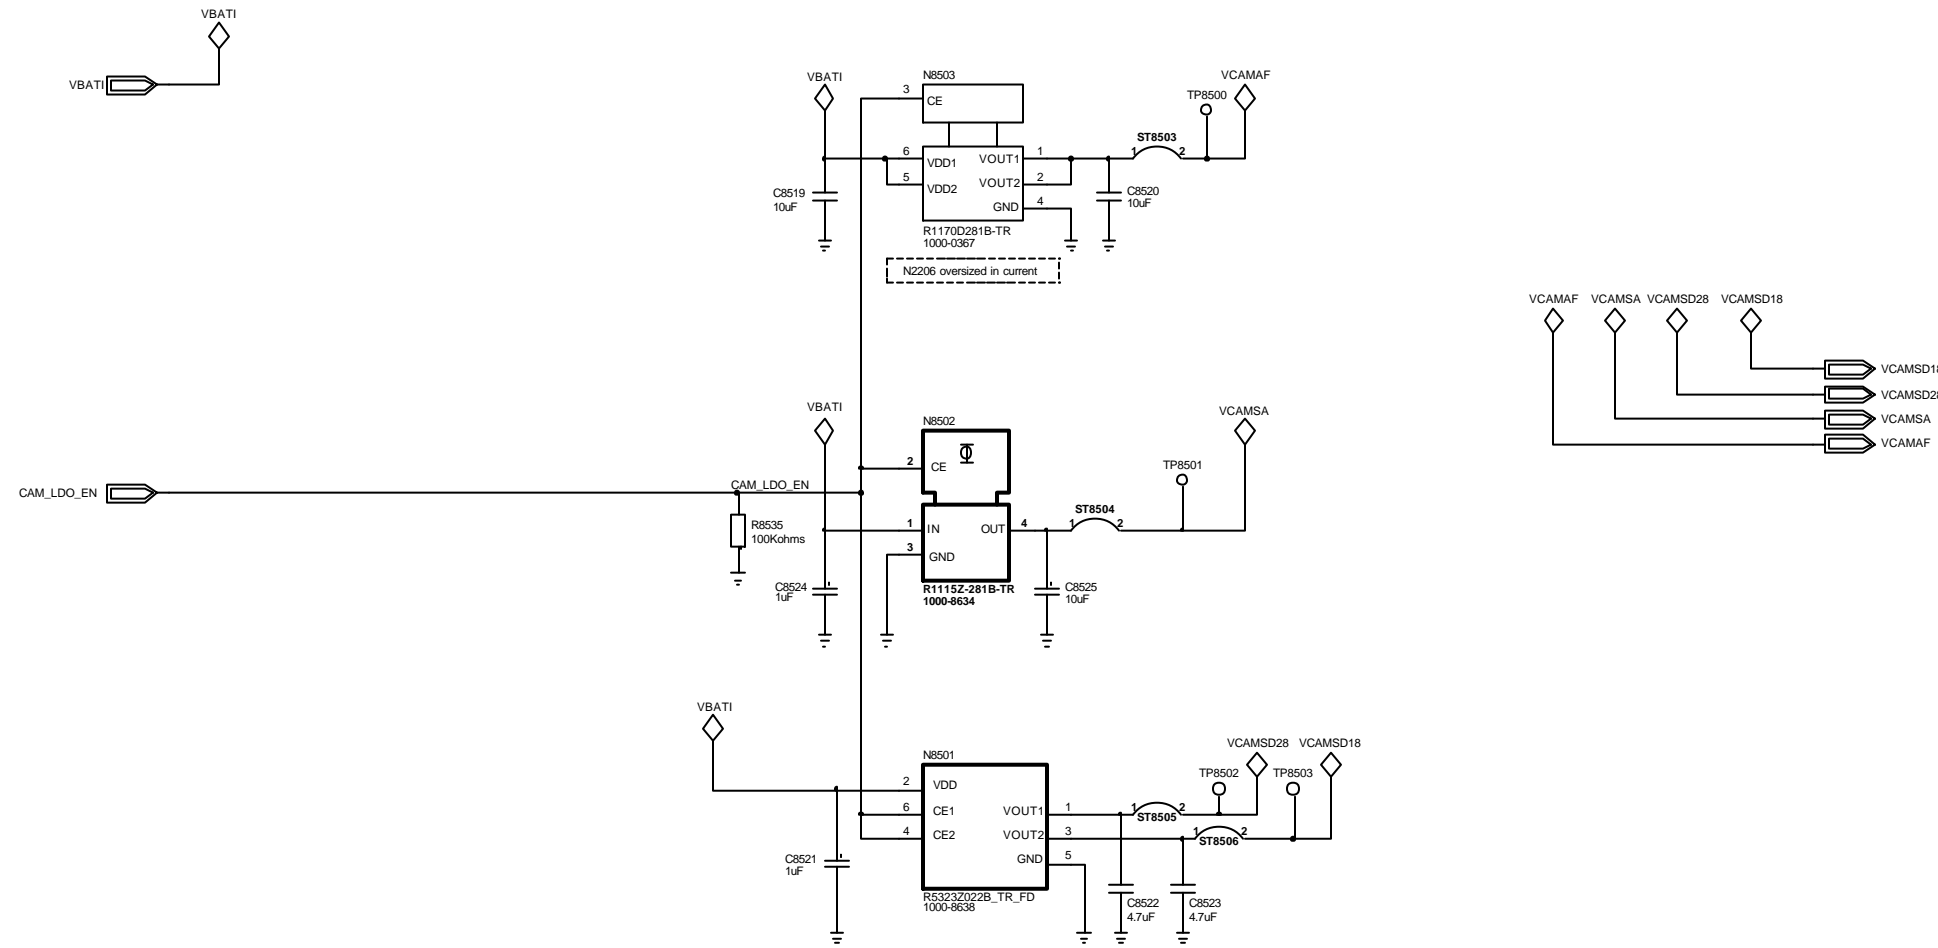 VBATI
VBATI
N8503
VBATI
3
CE
VCAMAF
TP8500
ST8503
1
2
6
VDD1
VOUT1
1
5
VDD2
VOUT2
2
GND
4
C8519
10uF
C8520
10uF
R1170D281B-TR
1000-0367
N2206 oversized in current
VCAMAF
VCAMSA
VCAMSD28
VCAMSD18
VCAMSD18
VCAMSD28
VCAMSA
VCAMAF
VBATI
N8502
VCAMSA
2
CE
Φ
TP8501
CAM_LDO_EN
CAM_LDO_EN
R8535
100Kohms
1
IN
OUT
4
3
GND
ST8504
1
2
C8524
1uF
R1115Z-281B-TR
1000-8634
C8525
10uF
VBATI
N8501
VCAMSD28
VCAMSD18
TP8502
TP8503
2
VDD
6
CE1
VOUT1
1
4
CE2
VOUT2
3
GND
5
1
2
ST8505
1
2
ST8506
C8521
1uF
R5323Z022B_TR_FD
1000-8638
C8522
4.7uF
C8523
4.7uF